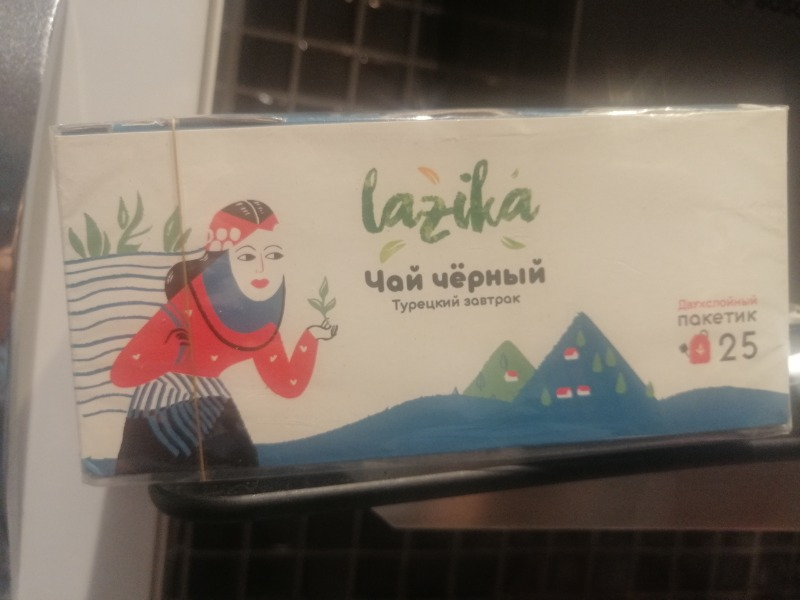 lazika
Чай чёрный
Турецкий завтрак
Двухслойный
пакетик
25